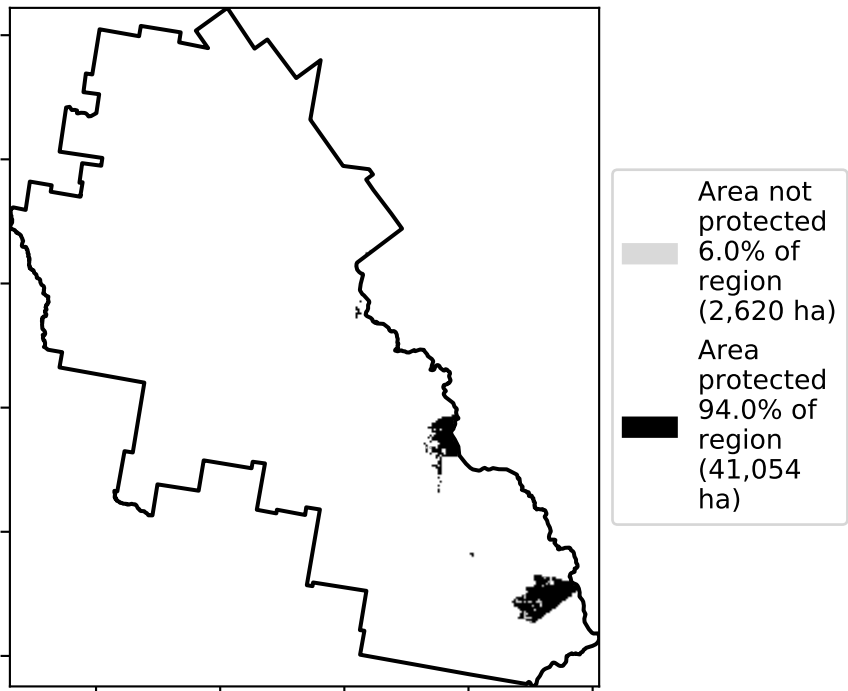 Area not
protected
6.0% of
region
(2,620 ha)
Area
protected
94.0% of
region
(41,054
ha)